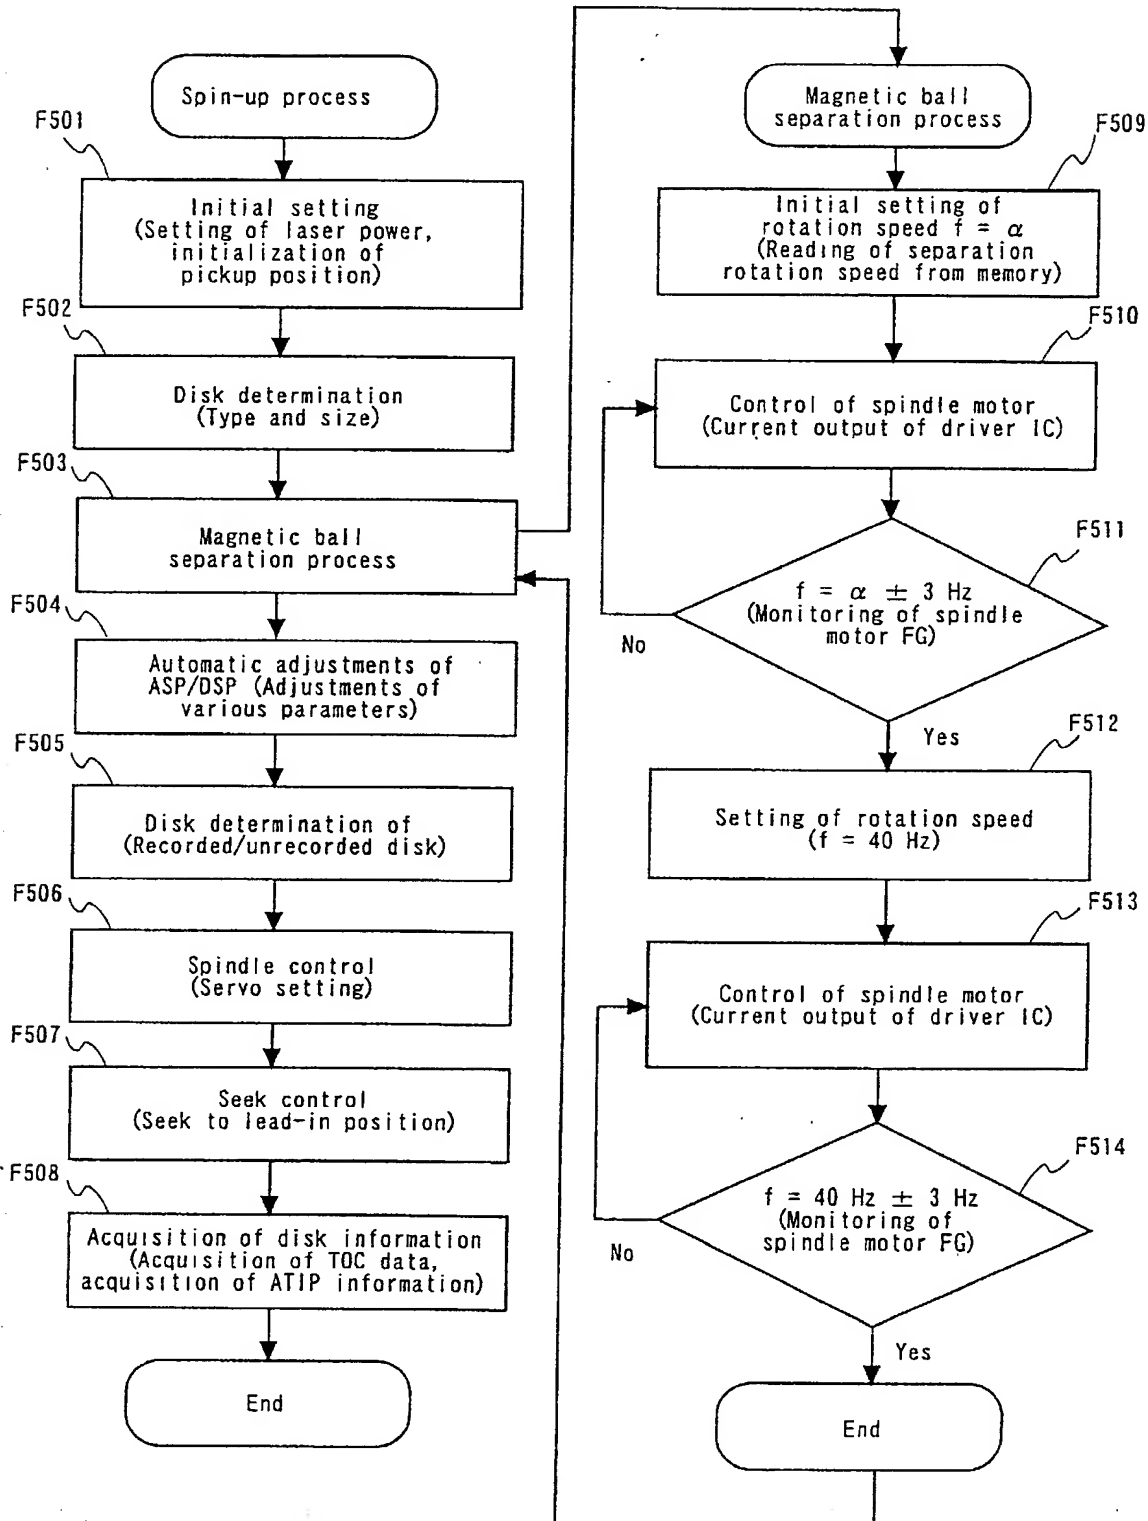 Spin-up process
F501
Initial setting
(Setting of laser power,
initialization of
pickup position)
F502
Disk determination
(Type and size)
F503
Magnetic ball
separation process
F504
Automatic adjustments of
ASP/DSP (Adjustments of
various parameters)
F505
Disk determination of
(Recorded/unrecorded disk)
F506
Spindle control
(Servo setting)
F507
Seek control
(Seek to lead-in position)
F508
Acquisition of disk information
(Acquisition of TOC data,
acquisition of ATIP information)
End
Magnetic ball
separation process
F509
Initial setting of
rotation speed f = α
(Reading of separation
rotation speed from memory)
F510
Control of spindle motor
(Current output of driver IC)
F511
f = α ± 3 Hz
(Monitoring of spindle
motor FG)
No
Yes
F512
Setting of rotation speed
(f = 40 Hz)
F513
Control of spindle motor
(Current output of driver IC)
F514
f = 40 Hz ± 3 Hz
(Monitoring of
spindle motor FG)
No
Yes
End